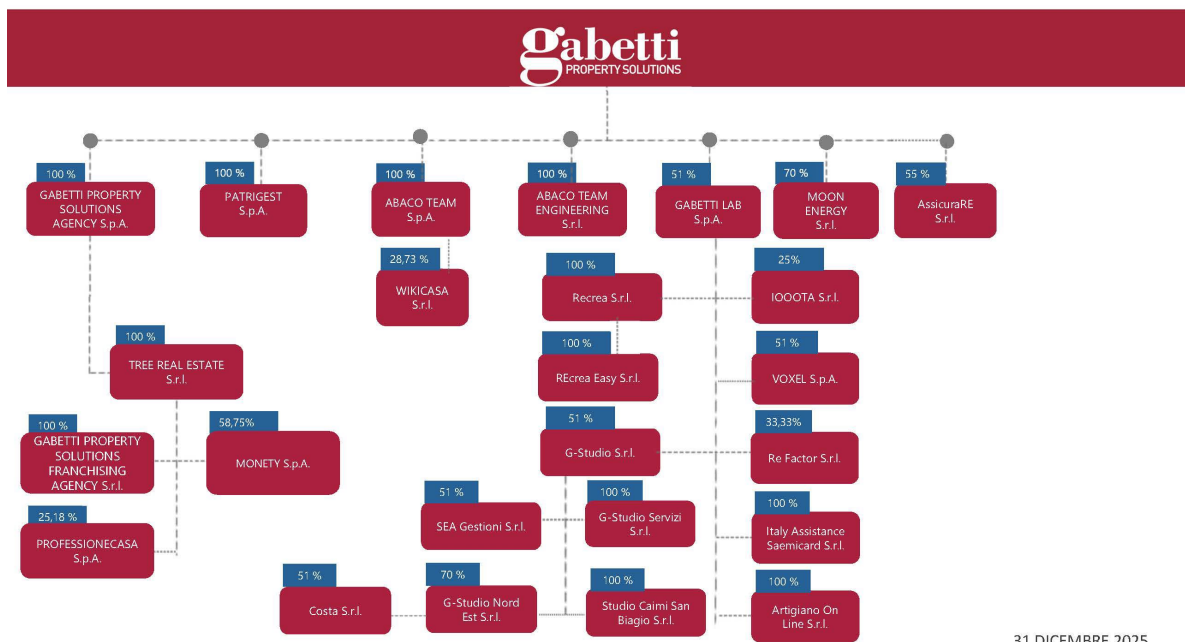 gabetti
PROPERTY SOLUTIONS
100 %
GABETTI PROPERTY
SOLUTIONS
AGENCY S.p.A.
100 %
PATRIGEST
S.p.A.
100 %
ABACO TEAM
S.p.A.
100 %
ABACO TEAM
ENGINEERING
S.r.l.
51 %
GABETTI LAB
S.p.A.
70 %
MOON
ENERGY
S.r.l.
55 %
AssicuraRE
S.r.l.
28,73 %
WIKICASA
S.r.l.
100 %
Recrea S.r.l.
25%
IOOOTA S.r.l.
100 %
TREE REAL ESTATE
S.r.l.
100 %
REcrea Easy S.r.l.
51 %
VOXEL S.p.A.
100 %
GABETTI PROPERTY
SOLUTIONS
FRANCHISING
AGENCY S.r.l.
58,75%
MONETY S.p.A.
51 %
G-Studio S.r.l.
33,33%
Re Factor S.r.l.
25,18 %
PROFESSIONECASA
S.p.A.
51 %
SEA Gestioni S.r.l.
100 %
G-Studio Servizi
S.r.l.
100 %
Italy Assistance
Saemicard S.r.l.
51 %
Costa S.r.l.
70 %
G-Studio Nord
Est S.r.l.
100 %
Studio Caimi San
Biagio S.r.l.
100 %
Artigiano On
Line S.r.l.
31 DICEMBRE 2025